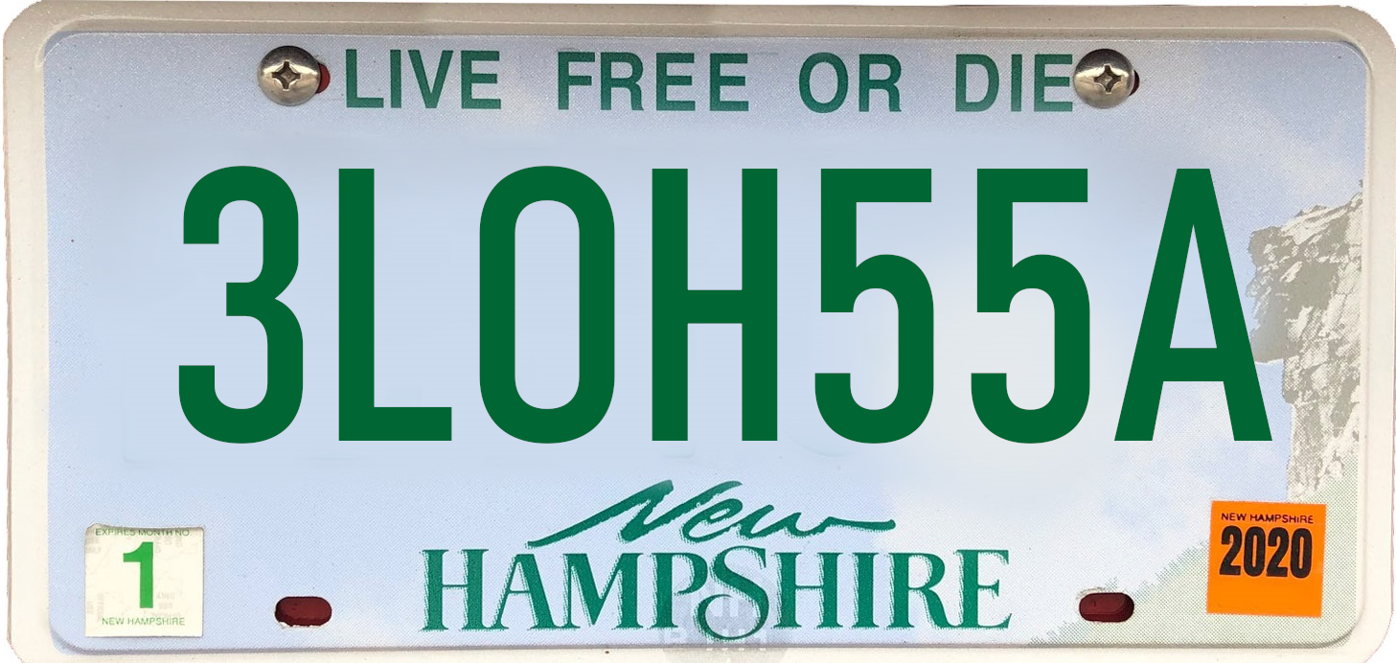 LIVE FREE OR DIE
3LOH55A
New
HAMPSHIRE
EXPIRES MONTH NO.
1
NEW HAMPSHIRE
NEW HAMPSHIRE
2020